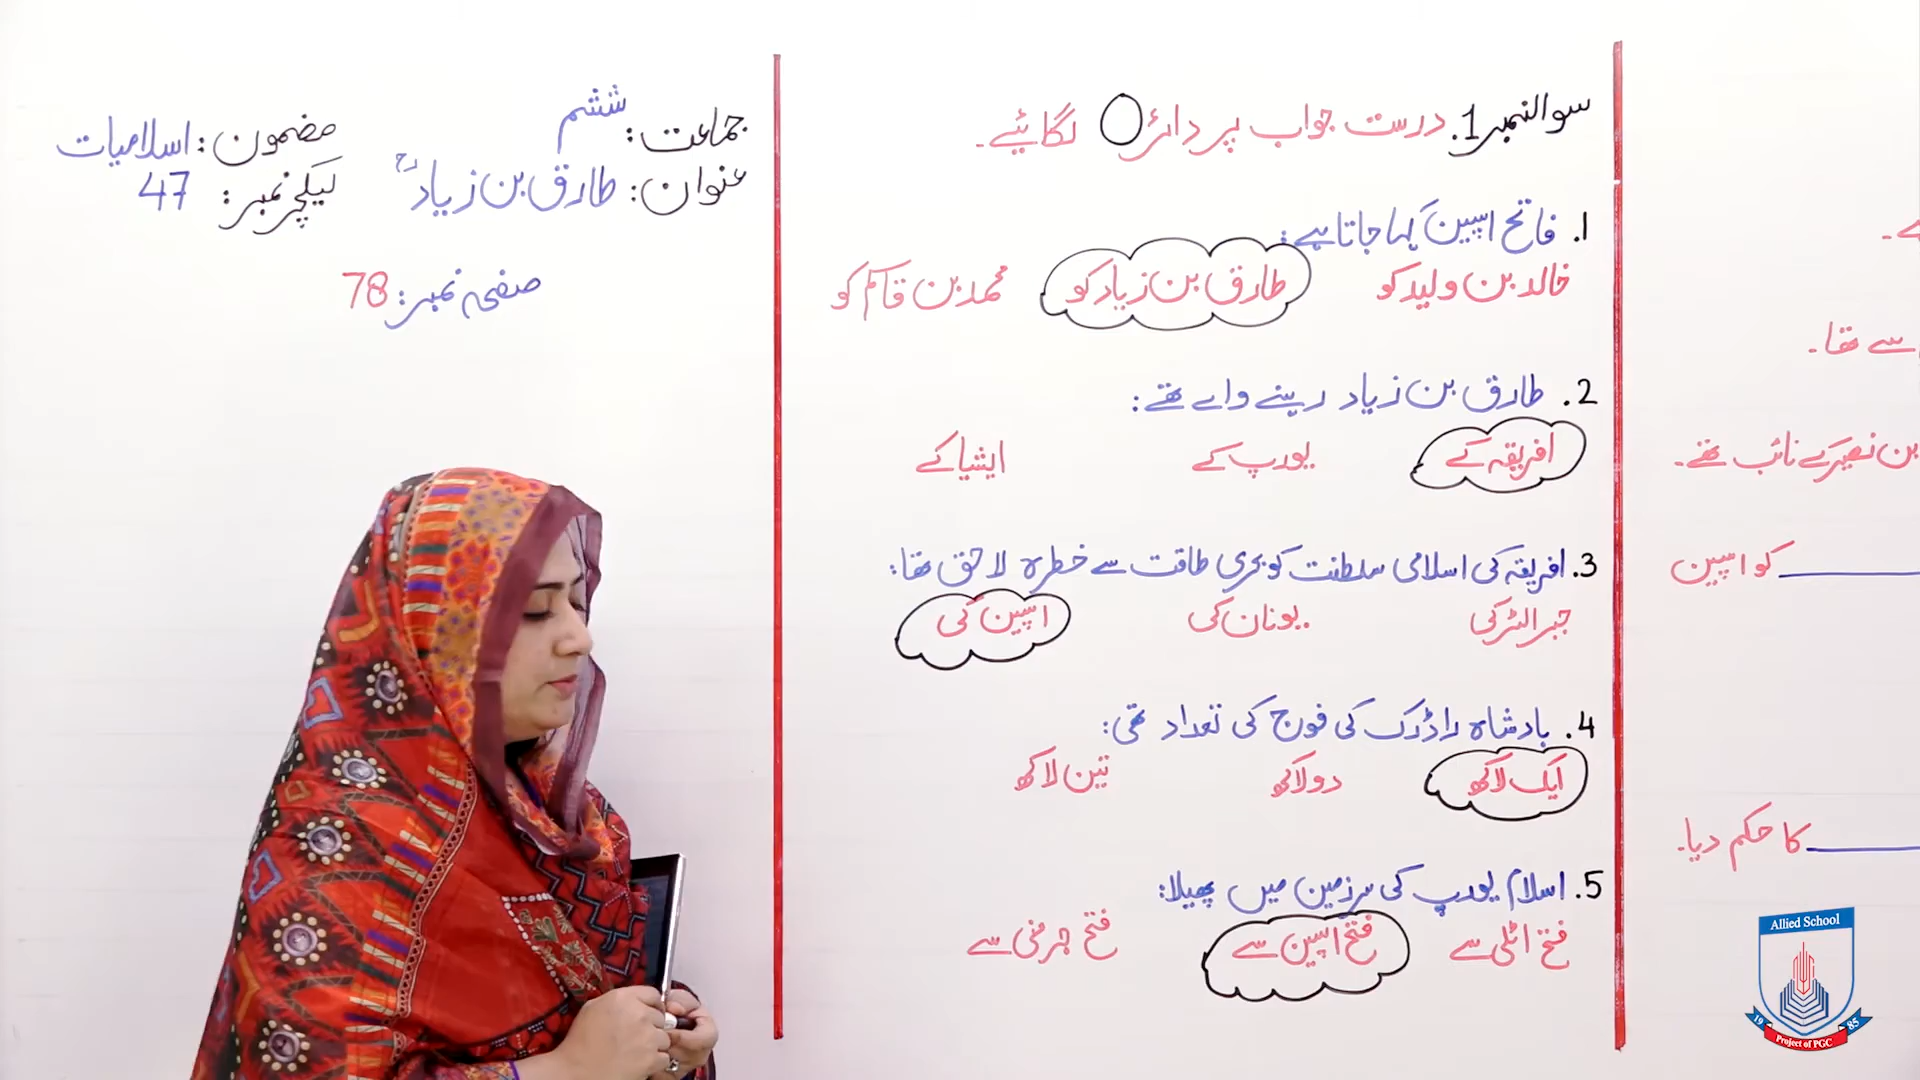 جماعت: ششم
مضمون: اسلامیات
عنوان: طارق بن زیادؒ
لیکچر نمبر: 47
صفحہ نمبر: 78
سوالنمبر 1. درست جواب پر دائرہ لگائیے۔
1. فاتح اسپین کہا جاتا ہے:
خالد بن ولید کو طارق بن زیاد کو محمد بن قاسم کو
2. طارق بن زیاد رہنے والے تھے:
افریقہ کے یورپ کے ایشیا کے
3. افریقہ کی اسلامی سلطنت کو بحری طاقت سے خطرہ لاحق تھا:
جبرالٹر کی یونان کی اسپین کی
4. بادشاہ راڈرک کی فوج کی تعداد تھی:
ایک لاکھ دو لاکھ تین لاکھ
5. اسلام یورپ کی سرزمین میں پھیلا:
فتح اٹلی سے فتح اسپین سے فتح جرمنی سے
ے۔
سے تھا۔
بن نصیر کے نائب تھے۔
کو اسپین
کا حکم دیا۔
Allied School
19 85
Project of PGC